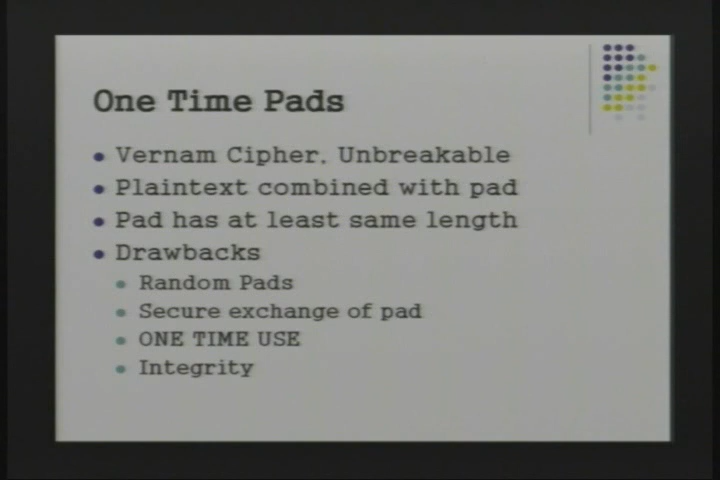 One Time Pads
Vernam Cipher, Unbreakable
Plaintext combined with pad
Pad has at least same length
Drawbacks
Random Pads
Secure exchange of pad
ONE TIME USE
Integrity